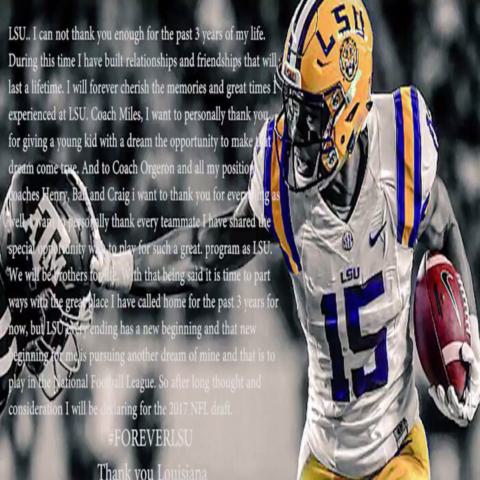 LSU.. I can not thank you enough for the past 3 years of my life.
During this time I have built relationships and friendships that will
last a lifetime. I will forever cherish the memories and great times I
experienced at LSU. Coach Miles, I want to personally thank you
for giving a young kid with a dream the opportunity to make that
dream come true. And to Coach Orgeron and all my position
coaches Henry, Ball and Craig i want to thank you for everything as
well. I want to personally thank every teammate I have shared the
special opportunity was to play for such a great. program as LSU.
We will be brothers for life. With that being said it is time to part
ways with the great place I have called home for the past 3 years for
now, but LSU every ending has a new beginning and that new
beginning for me is pursuing another dream of mine and that is to
play in the National Football League. So after long thought and
consideration I will be declaring for the 2017 NFL draft.
#FOREVERLSU
Thank you Louisiana
LSU
LSU
15